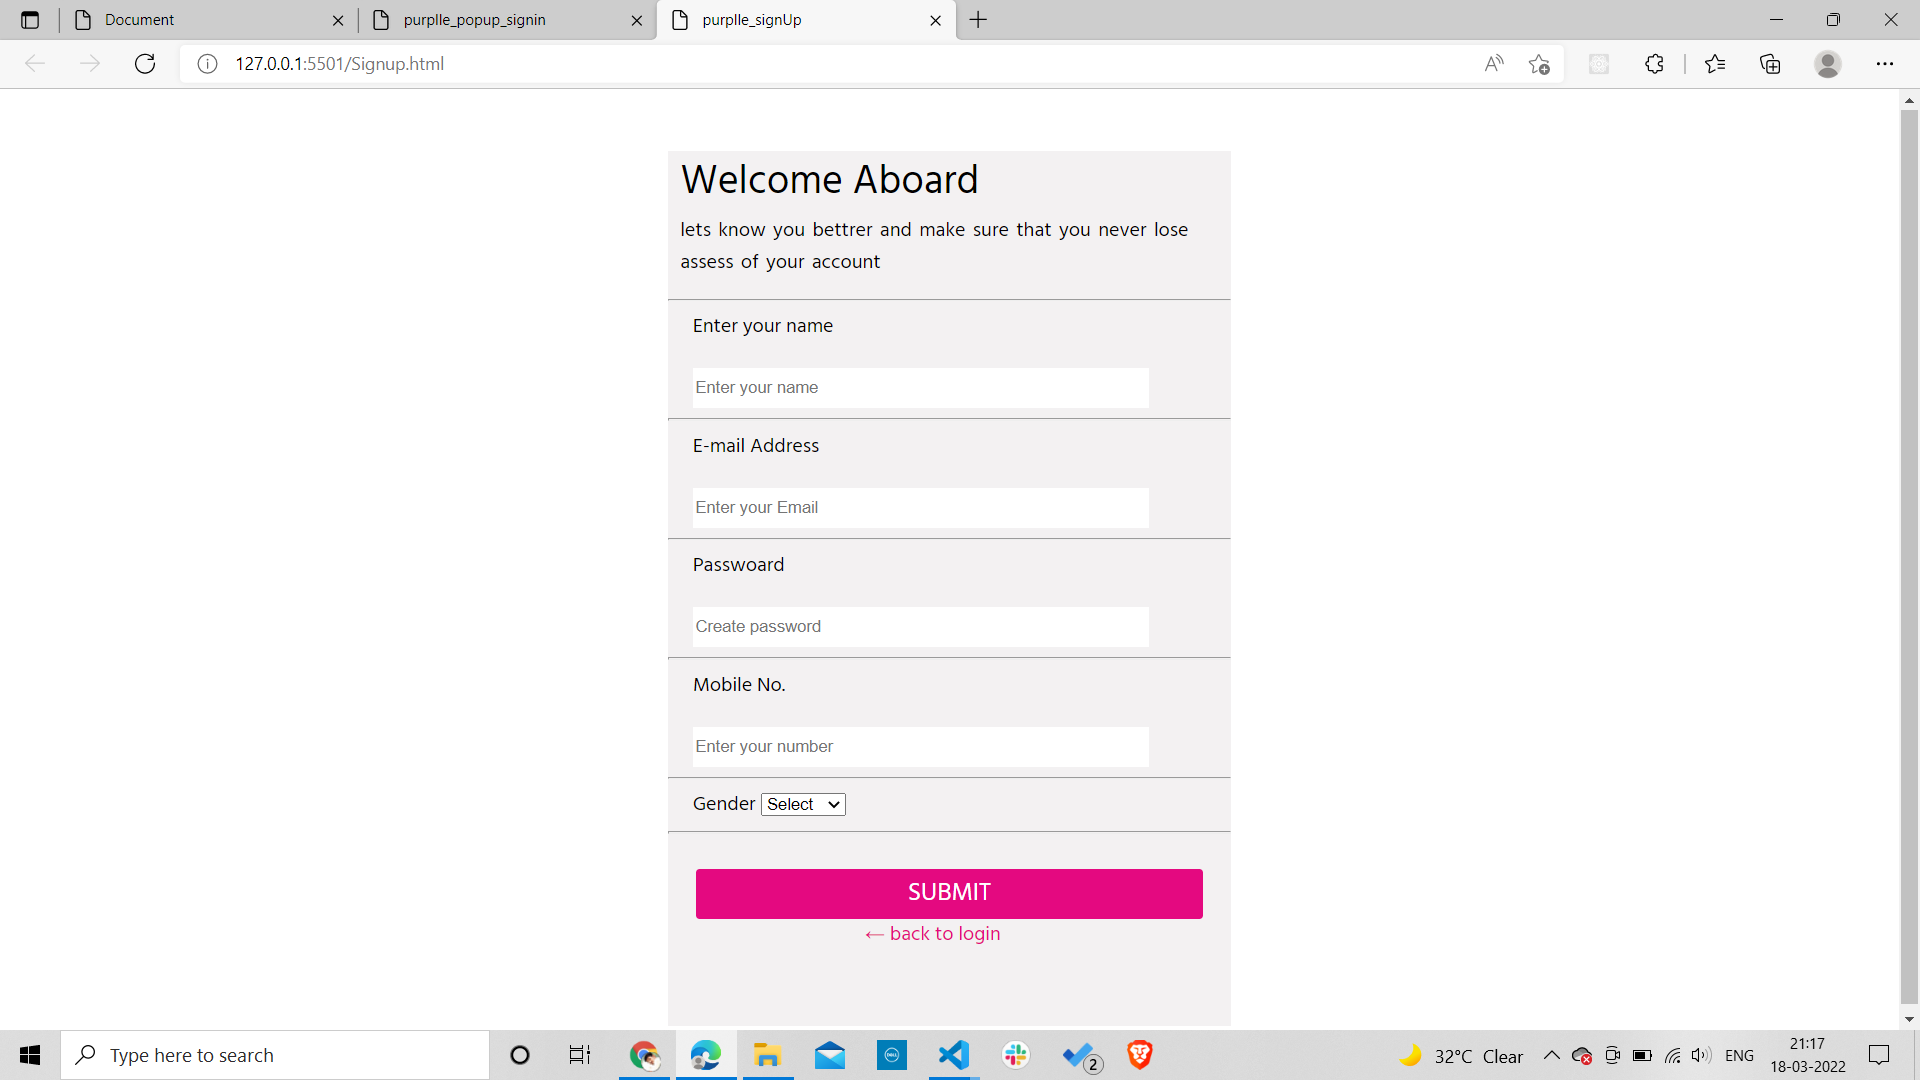 Document
purplle_popup_signin
purplle_signUp
127.0.0.1:5501/Signup.html
Welcome Aboard
lets know you bettrer and make sure that you never lose
assess of your account
Enter your name
Enter your name
E-mail Address
Enter your Email
Passwoard
Create password
Mobile No.
Enter your number
Gender Select
SUBMIT
← back to login
Type here to search
2
32°C Clear
ENG
21:17
18-03-2022